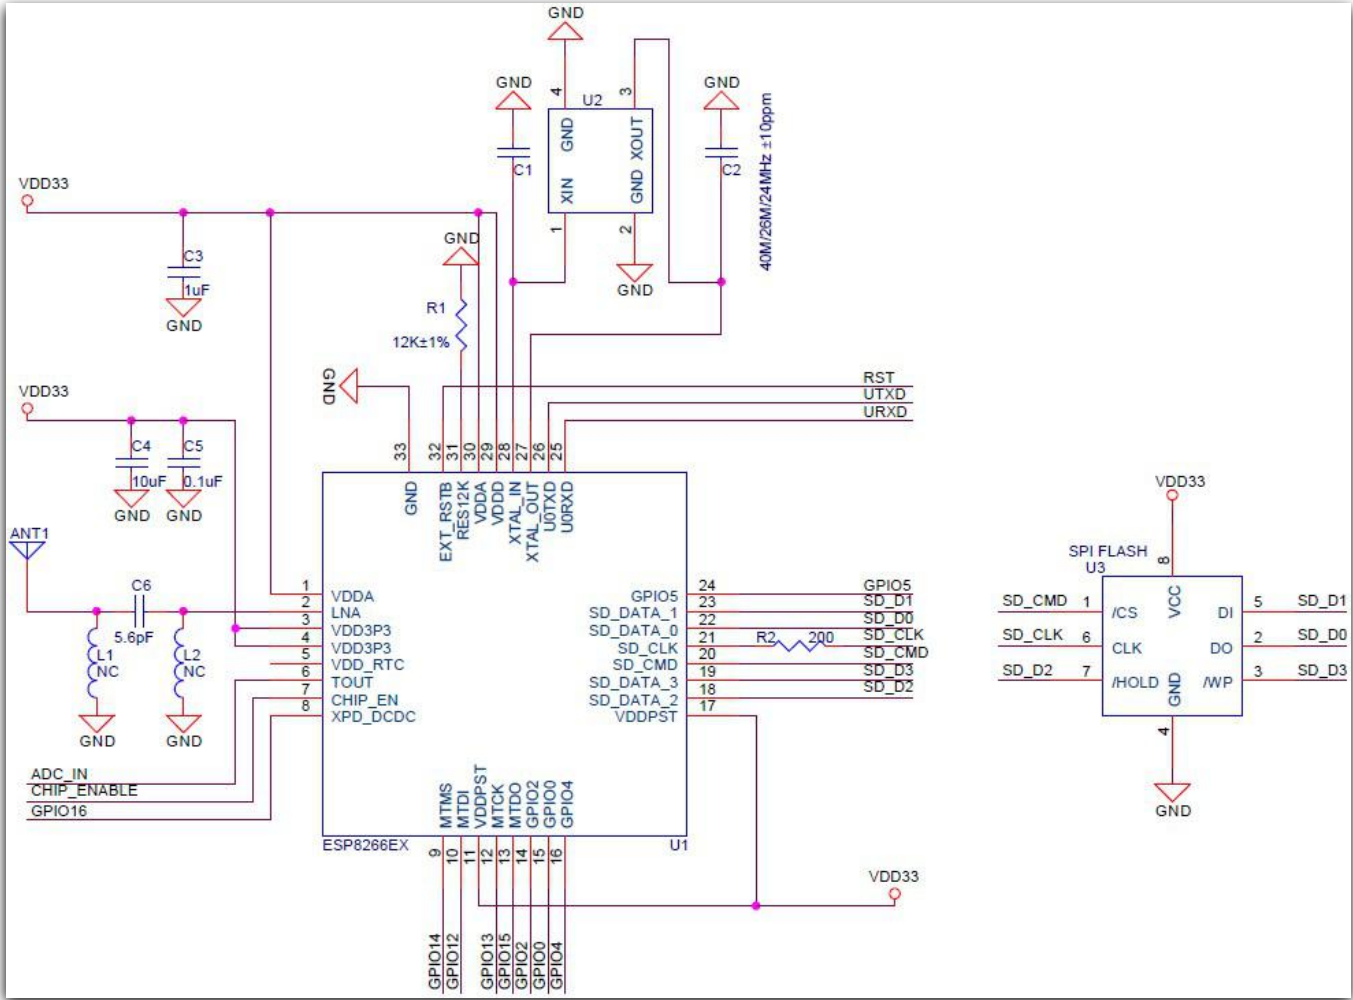 GND
4
3
U2
GND
XOUT
XIN
GND
1
2
GND
GND
C1
GND
C2
40M/26M/24MHz ±10ppm
VDD33
C3
1uF
GND
GND
R1
12K±1%
GND
VDD33
C4
10uF
GND
C5
0.1uF
GND
ANT1
C6
5.6pF
L1
NC
GND
L2
NC
GND
RST
UTXD
URXD
33
32
31
30
29
28
27
26
25
GND
EXT_RSTB
RES12K
VDDA
VDDD
XTAL_IN
XTAL_OUT
U0TXD
U0RXD
1 VDDA
2 LNA
3 VDD3P3
4 VDD3P3
5 VDD_RTC
6 TOUT
7 CHIP_EN
8 XPD_DCDC
ADC_IN
CHIP_ENABLE
GPIO16
GPIO5 24 GPIO5
SD_DATA_1 23 SD_D1
SD_DATA_0 22 SD_D0
SD_CLK 21 R2 200 SD_CLK
SD_CMD 20 SD_CMD
SD_DATA_3 19 SD_D3
SD_DATA_2 18 SD_D2
VDDPST 17
MTMS
MTDI
VDDPST
MTCK
MTDO
GPIO2
GPIO0
GPIO4
ESP8266EX
U1
9
10
11
12
13
14
15
16
GPIO14
GPIO12
GPIO13
GPIO15
GPIO2
GPIO0
GPIO4
VDD33
VDD33
SPI FLASH
U3
8
VCC
SD_CMD 1 /CS
SD_CLK 6 CLK
SD_D2 7 /HOLD
DI 5 SD_D1
DO 2 SD_D0
/WP 3 SD_D3
GND
4
GND